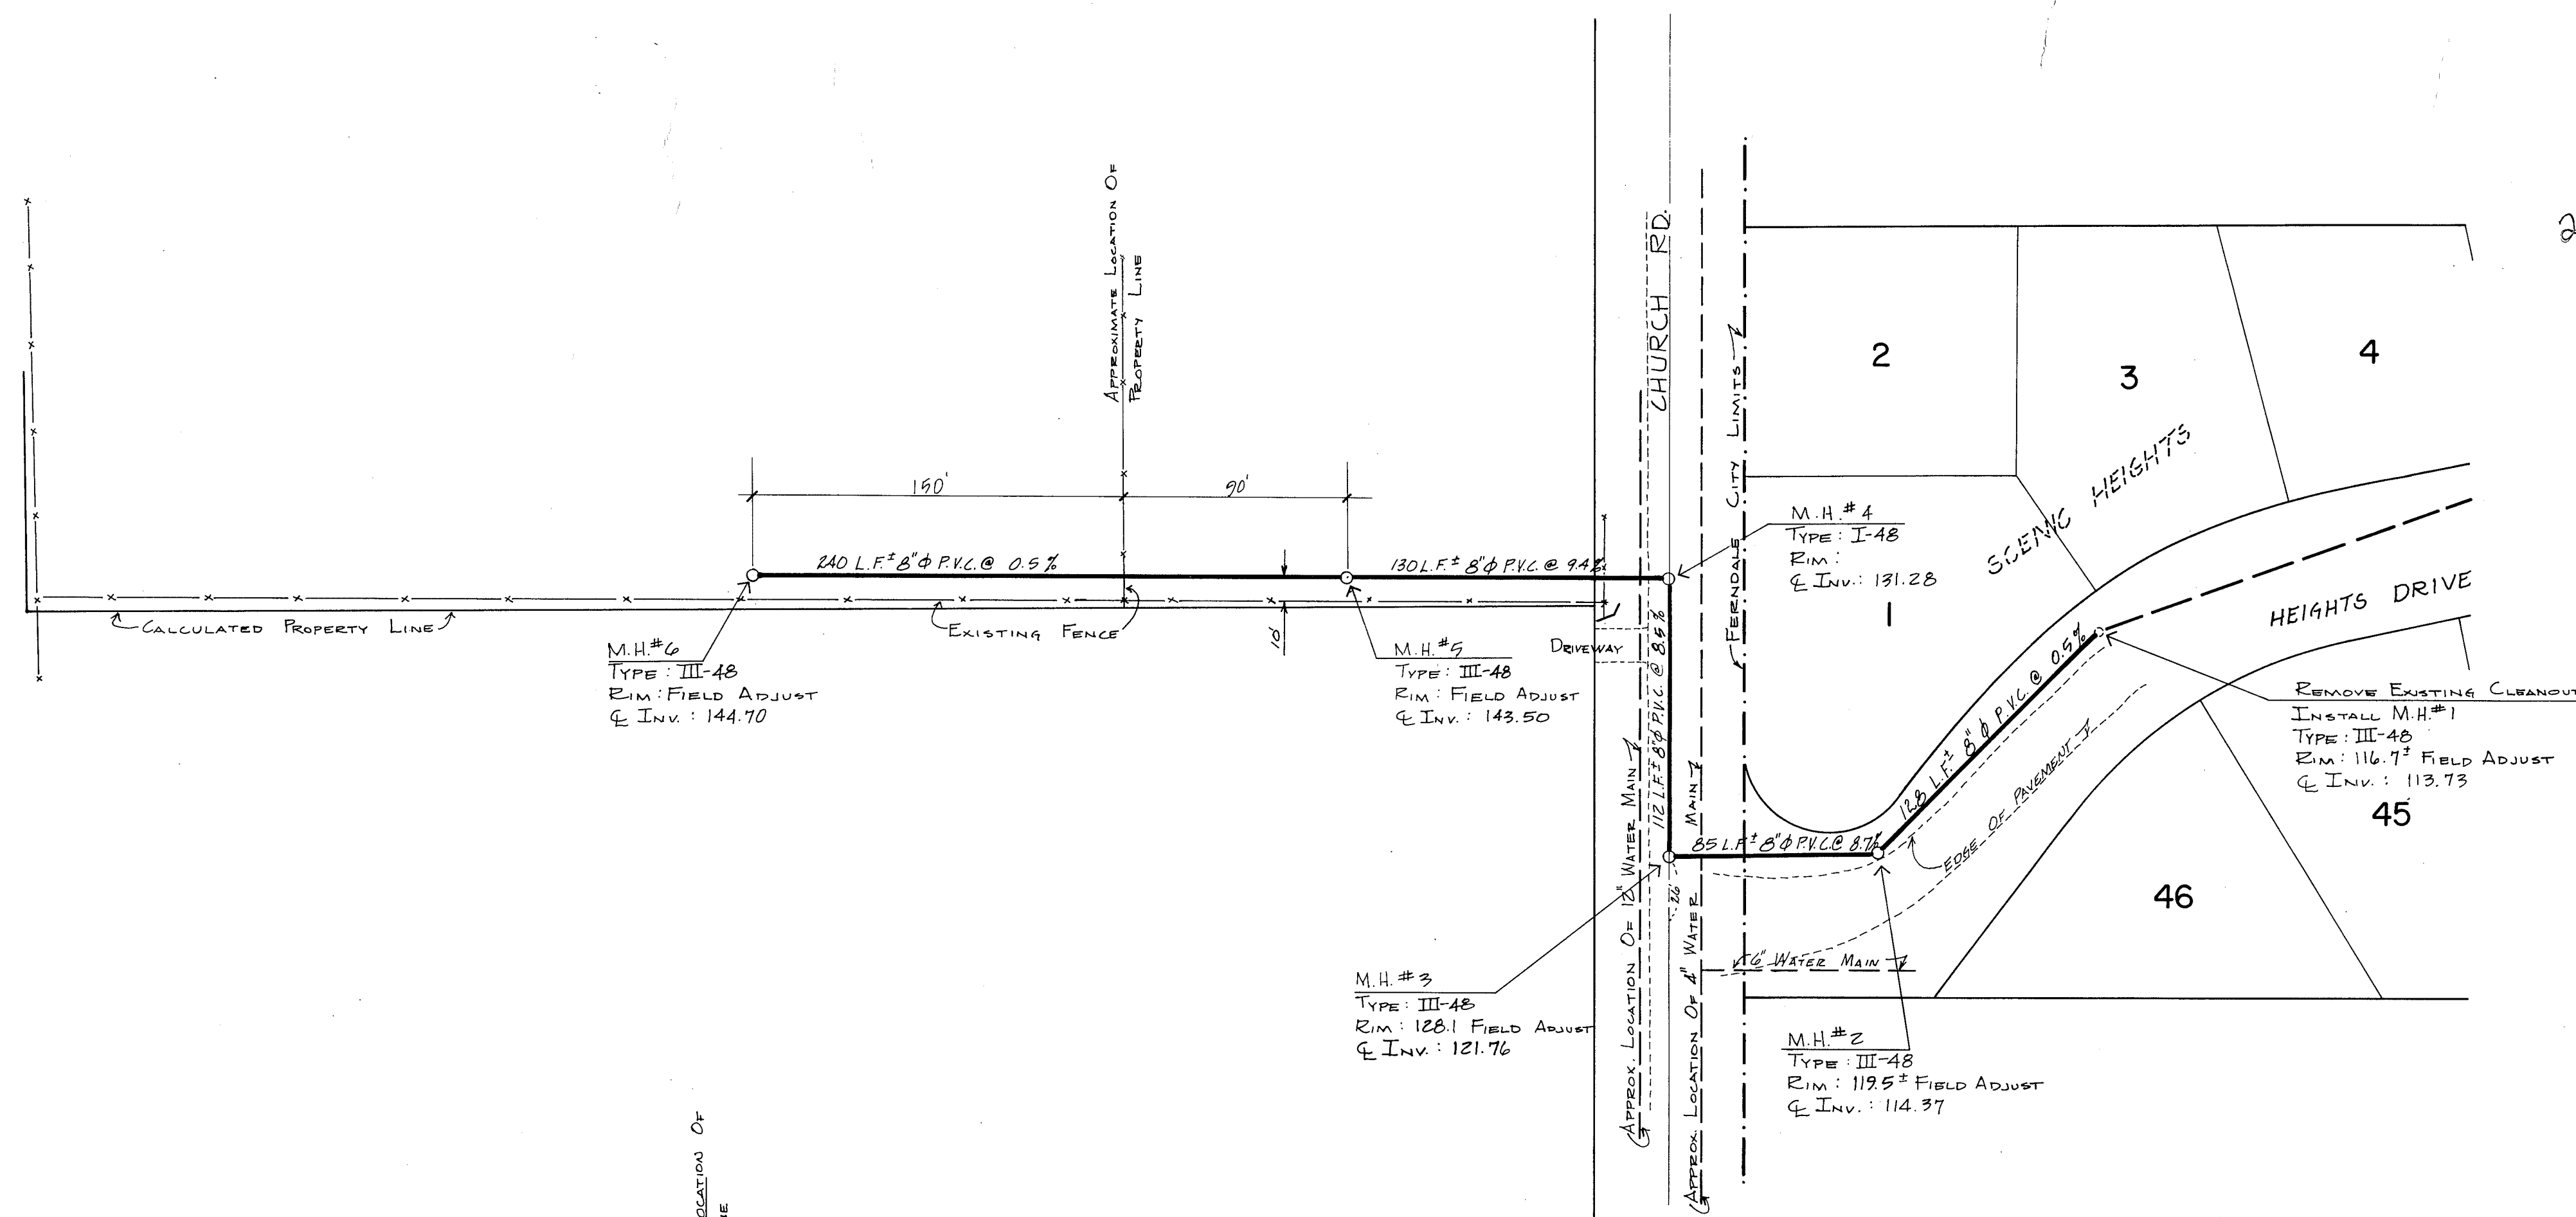 APPROXIMATE LOCATION OF
PROPERTY LINE
150'
90'
240 L.F.± 8"φ P.V.C. @ 0.5%
130 L.F.± 8"φ P.V.C. @ 9.4%
10'
CALCULATED PROPERTY LINE
EXISTING FENCE
DRIVEWAY
M.H.#6
TYPE : III-48
RIM : FIELD ADJUST
℄ INV. : 144.70
M.H.#5
TYPE : III-48
RIM : FIELD ADJUST
℄ INV. : 143.50
CHURCH RD.
FERNDALE CITY LIMITS
M.H.#4
TYPE: I-48
RIM :
℄ INV.: 131.28
2
3
4
1
SCENIC HEIGHTS
HEIGHTS DRIVE
112 L.F.± 8"φ P.V.C. @ 8.5%
85 L.F.± 8"φ P.V.C. @ 8.7%
128 L.F.± 8"φ P.V.C. @ 0.5%
EDGE OF PAVEMENT
REMOVE EXISTING CLEANOUT
INSTALL M.H.#1
TYPE : III-48
RIM: 116.7± FIELD ADJUST
℄ INV. : 113.73
45
46
26'
6" WATER MAIN
APPROX. LOCATION OF 12" WATER MAIN
APPROX. LOCATION OF 4" WATER MAIN
M.H.#3
TYPE: III-48
RIM : 128.1 FIELD ADJUST
℄ INV. : 121.76
M.H.#2
TYPE : III-48
RIM : 119.5± FIELD ADJUST
℄ INV. : 114.37
OCATION OF
NE
2